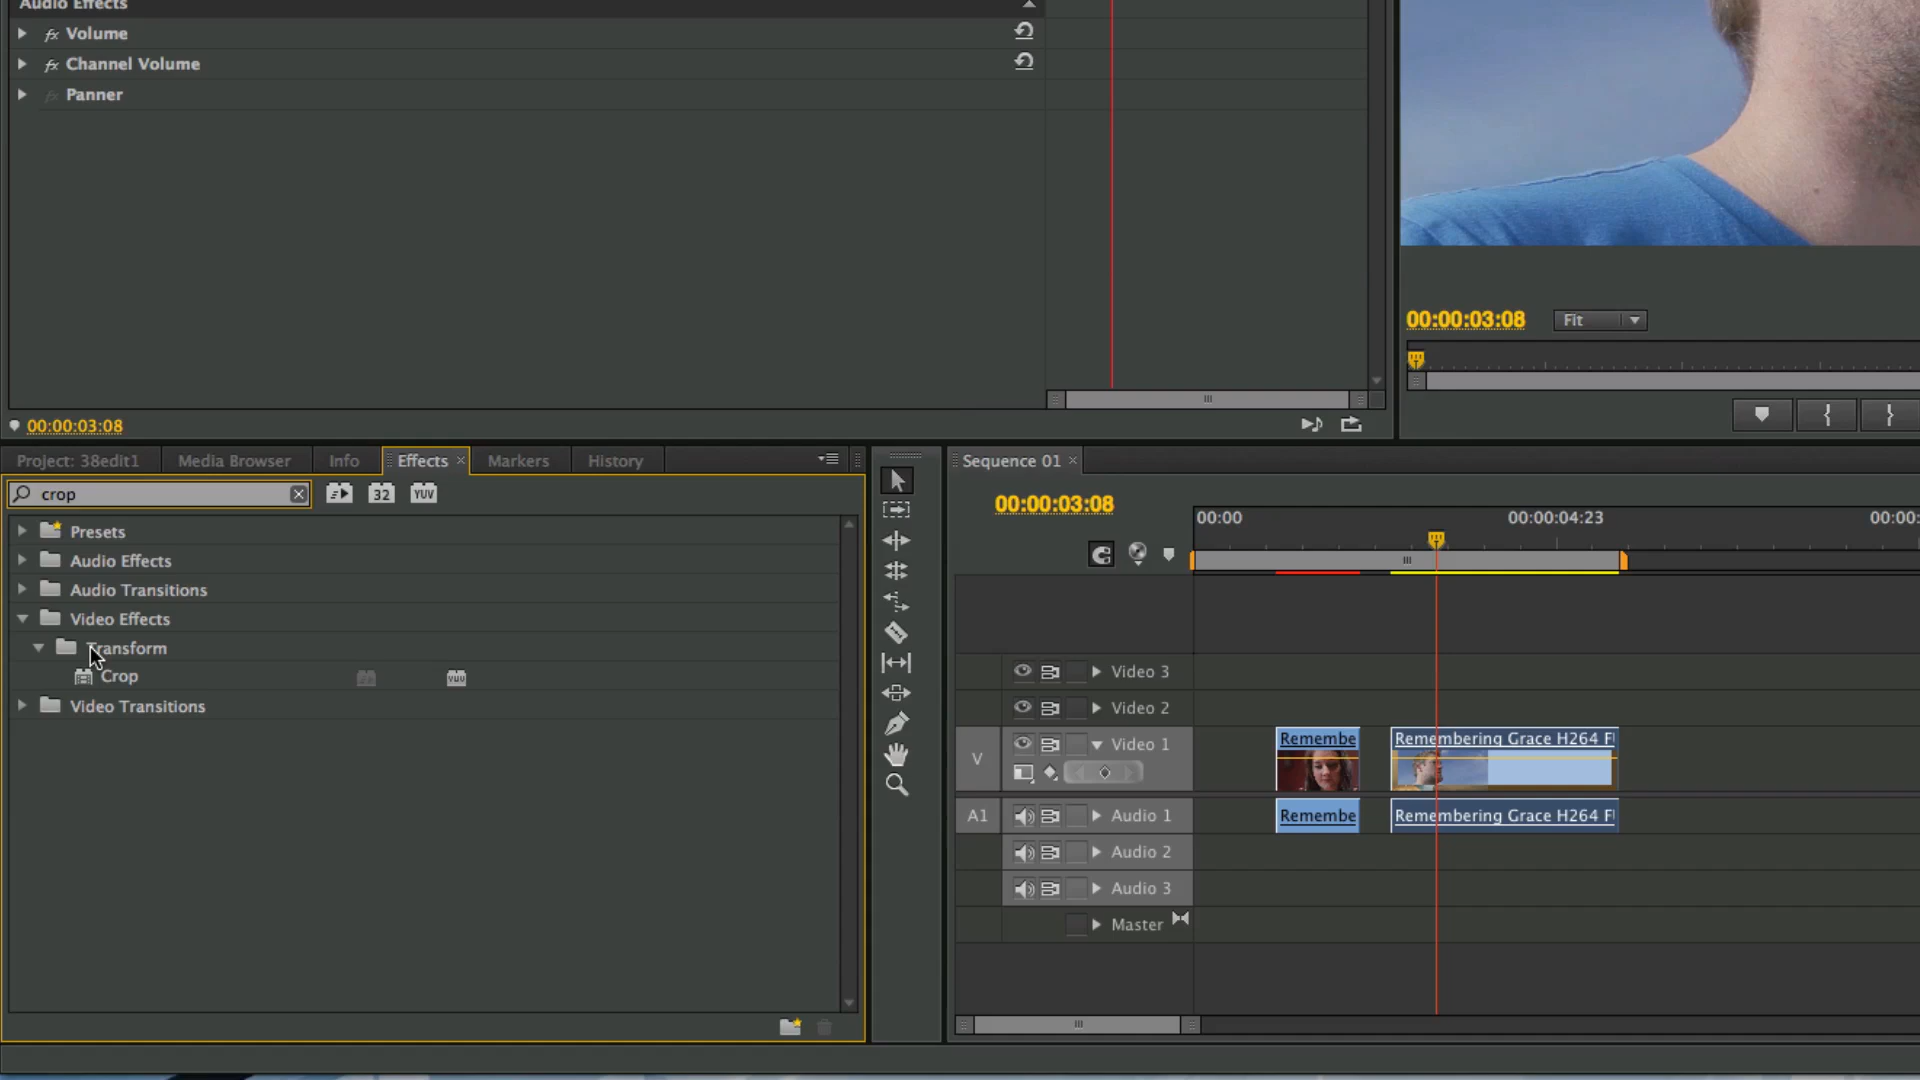 Audio Effects
fx Volume
fx Channel Volume
fx Panner
00:00:03:08
Fit
00:00:03:08
Project: 38edit1
Media Browser
Info
Effects
Markers
History
crop
32
YUV
Presets
Audio Effects
Audio Transitions
Video Effects
Transform
Crop
YUV
Video Transitions
Sequence 01
00:00:03:08
00:00
00:00:04:23
00:00:
Video 3
Video 2
V
Video 1
Remembe
Remembering Grace H264 F
A1
Audio 1
Remembe
Remembering Grace H264 F
Audio 2
Audio 3
Master